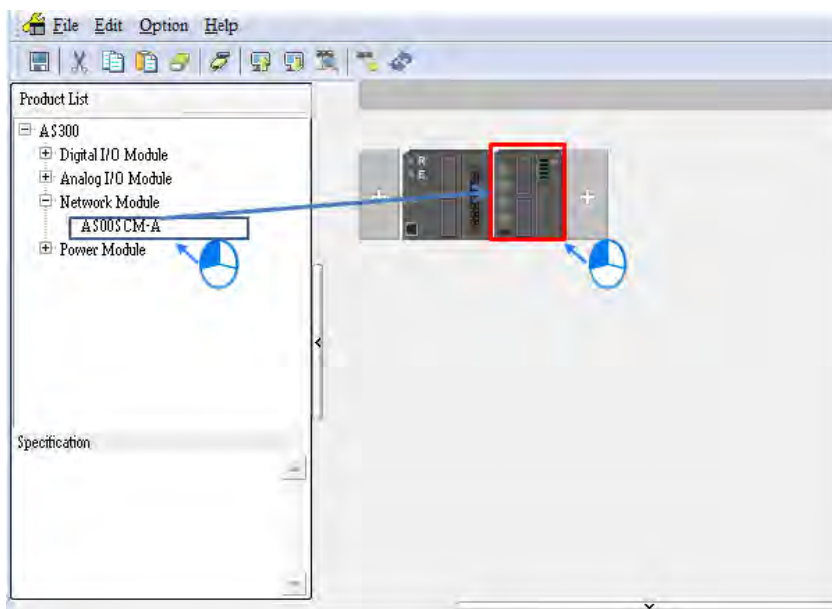 File Edit Option Help
Product List
AS300
Digital I/O Module
Analog I/O Module
Network Module
AS00SCM-A
Power Module
R
E
Specification